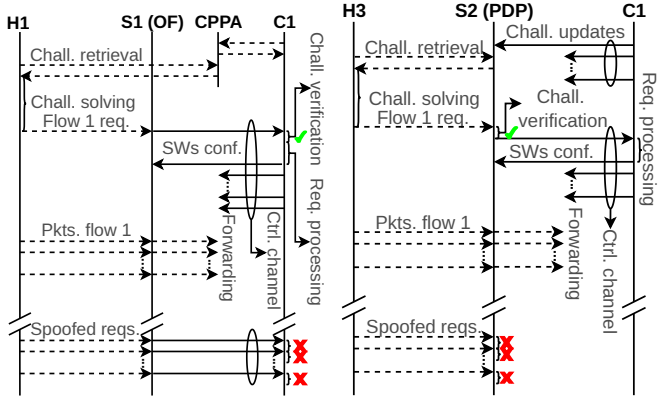 H1 S1 (OF) CPPA C1
Chall. retrieval
Chall. solving
Flow 1 req.
SWs conf.
Chall. verification
Req. processing
Forwarding
Ctrl. channel
Pkts. flow 1
Spoofed reqs.
H3 S2 (PDP) C1
Chall. updates
Chall. retrieval
Chall. solving
Flow 1 req.
Chall.
verification
SWs conf.
Req. processing
Forwarding
Ctrl. channel
Pkts. flow 1
Spoofed reqs.